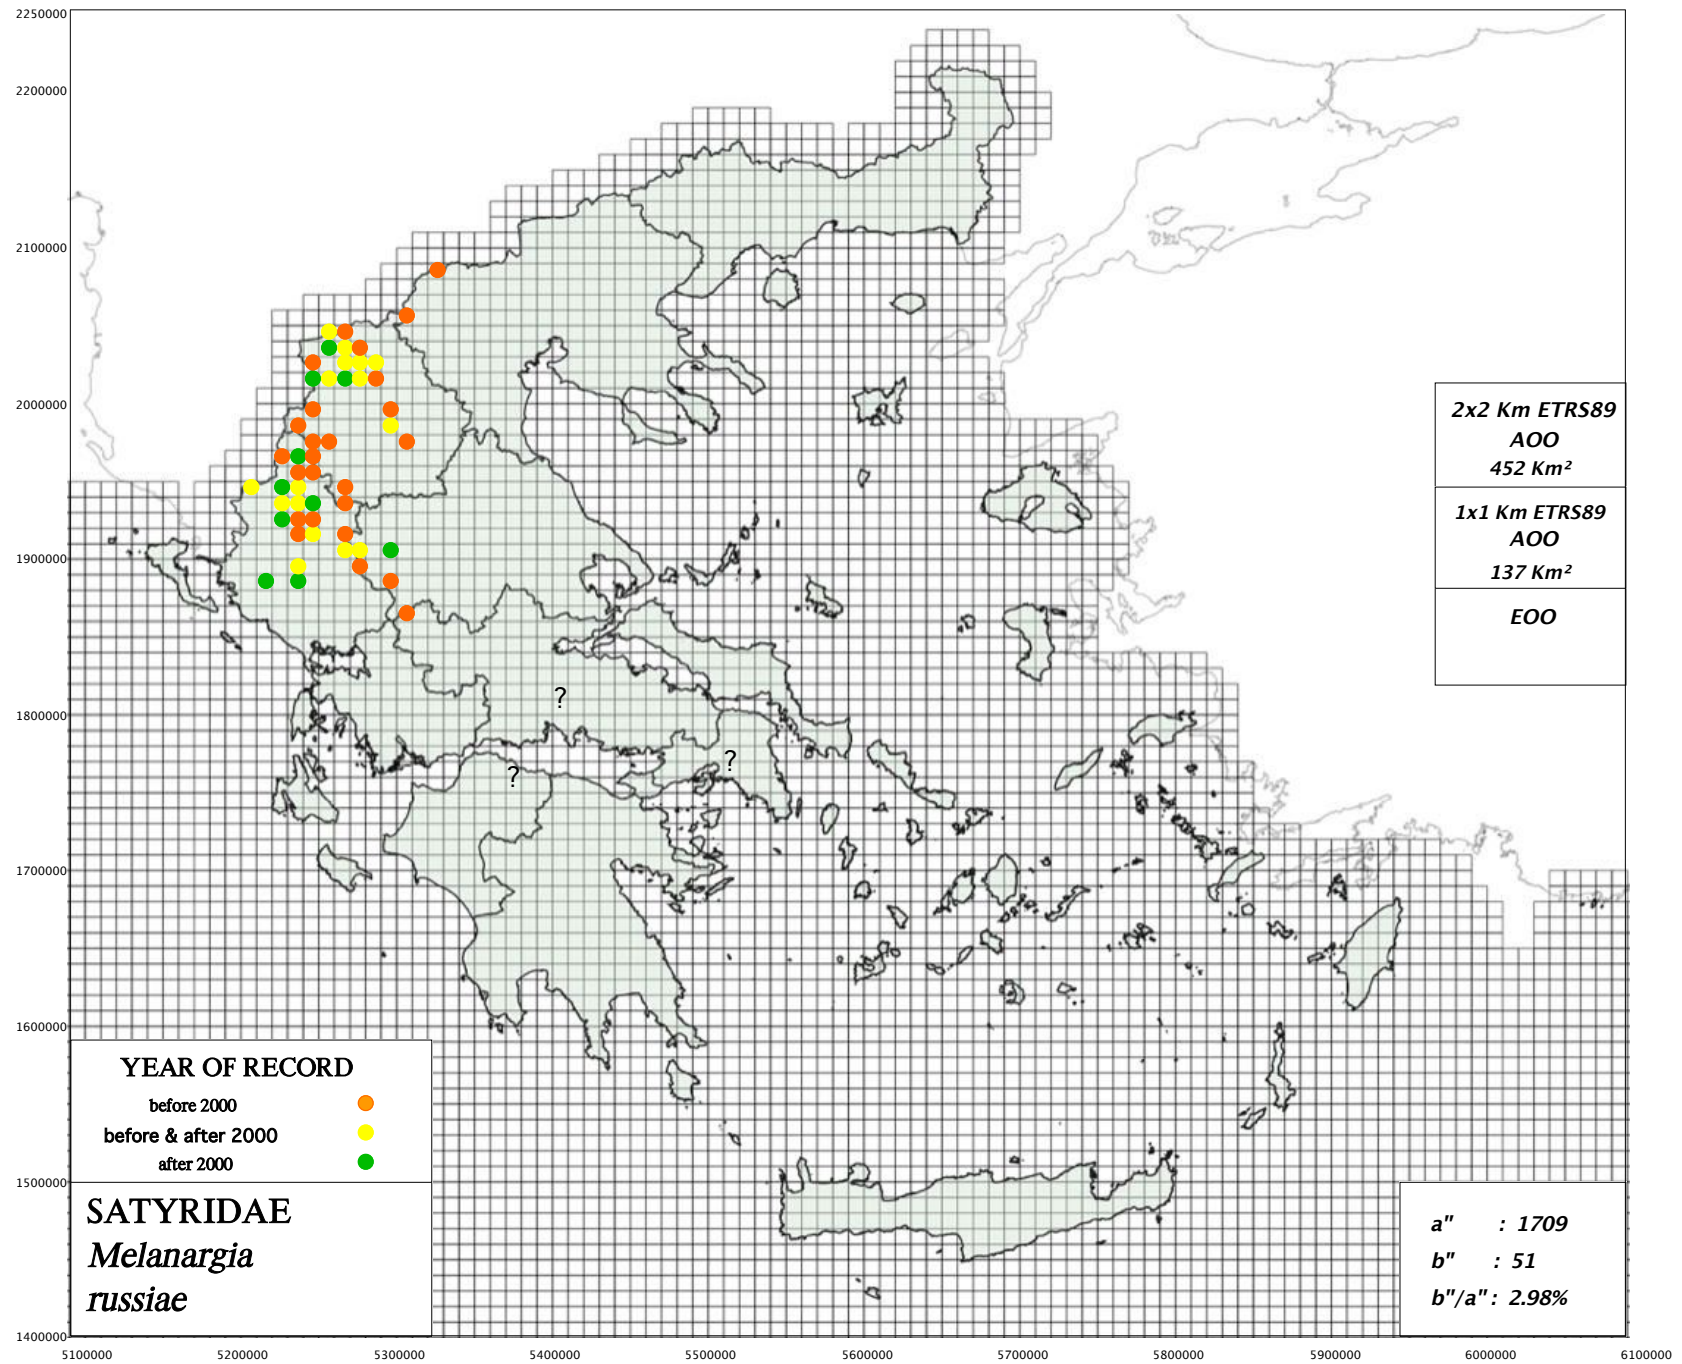 2250000
2200000
2100000
2000000
1900000
1800000
1700000
1600000
1500000
1400000
5100000 5200000 5300000 5400000 5500000 5600000 5700000 5800000 5900000 6000000 6100000
2x2 Km ETRS89
AOO
452 Km²
1x1 Km ETRS89
AOO
137 Km²
EOO
?
?
?
YEAR OF RECORD
before 2000
before & after 2000
after 2000
SATYRIDAE
Melanargia
russiae
a" : 1709
b" : 51
b"/a" : 2.98%